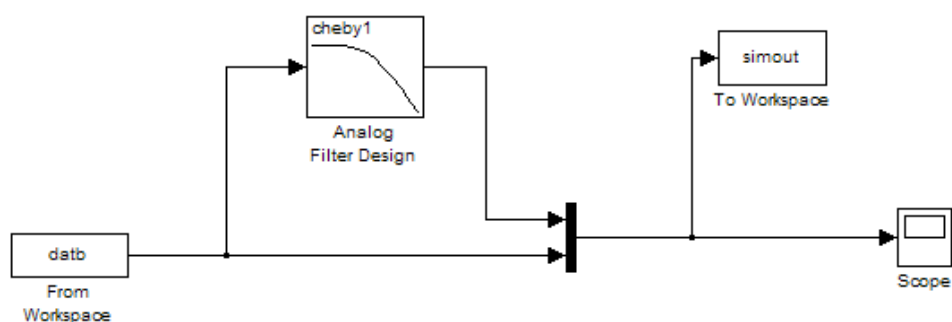 cheby1
Analog
Filter Design
simout
To Workspace
datb
From
Workspace
Scope